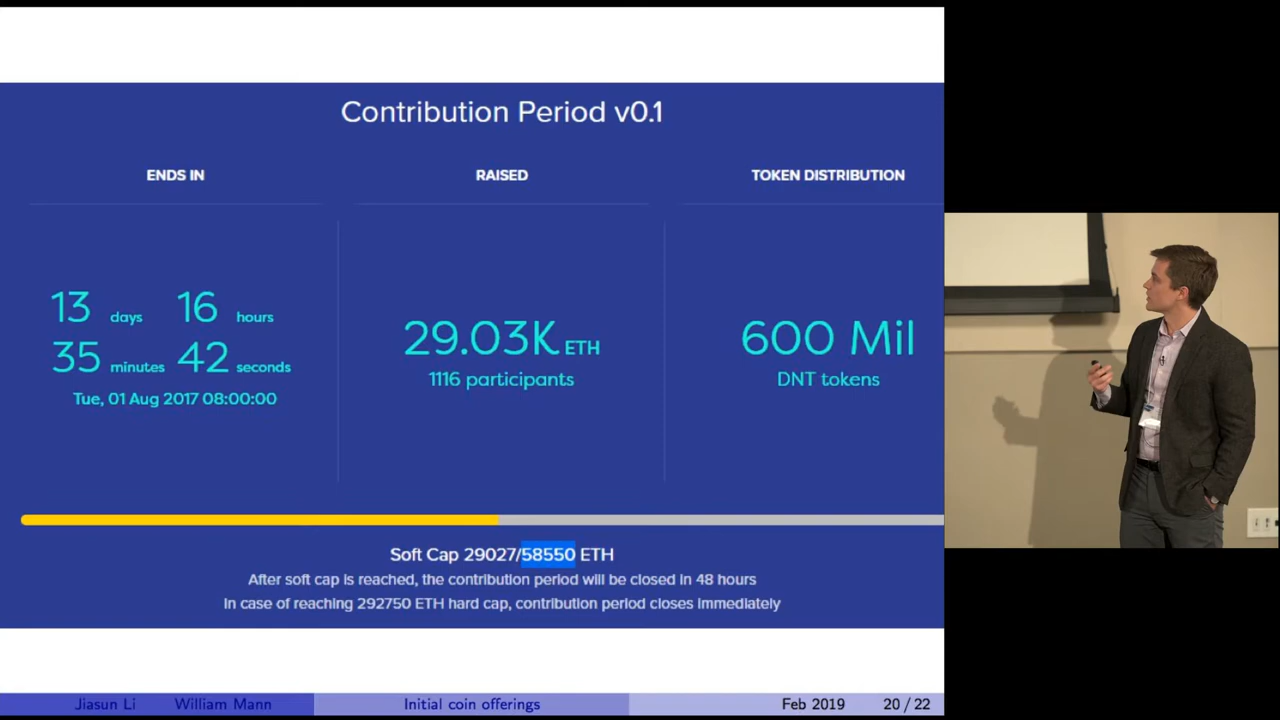 Contribution Period v0.1
ENDS IN
RAISED
TOKEN DISTRIBUTION
13 days 16 hours
35 minutes 42 seconds
Tue, 01 Aug 2017 08:00:00
29.03K ETH
1116 participants
600 Mil
DNT tokens
Soft Cap 29027/58550 ETH
After soft cap is reached, the contribution period will be closed in 48 hours
In case of reaching 292750 ETH hard cap, contribution period closes immediately
Jiasun Li William Mann Initial coin offerings Feb 2019 20 / 22